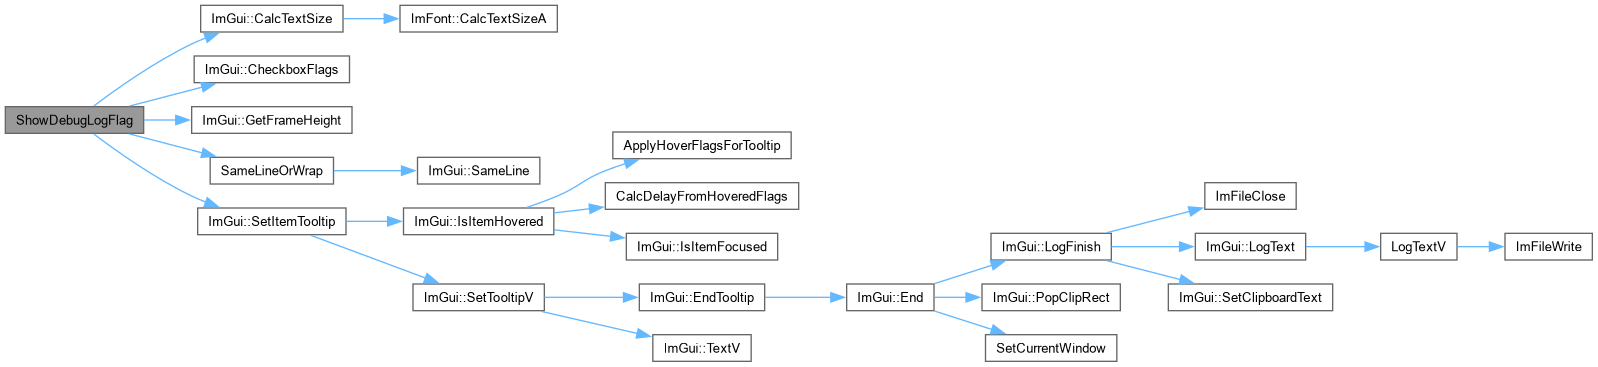 ShowDebugLogFlag
ImGui::CalcTextSize
ImFont::CalcTextSizeA
ImGui::CheckboxFlags
ImGui::GetFrameHeight
SameLineOrWrap
ImGui::SameLine
ImGui::SetItemTooltip
ImGui::IsItemHovered
ApplyHoverFlagsForTooltip
CalcDelayFromHoveredFlags
ImGui::IsItemFocused
ImGui::SetTooltipV
ImGui::EndTooltip
ImGui::TextV
ImGui::End
ImGui::LogFinish
ImGui::PopClipRect
SetCurrentWindow
ImFileClose
ImGui::LogText
ImGui::SetClipboardText
LogTextV
ImFileWrite